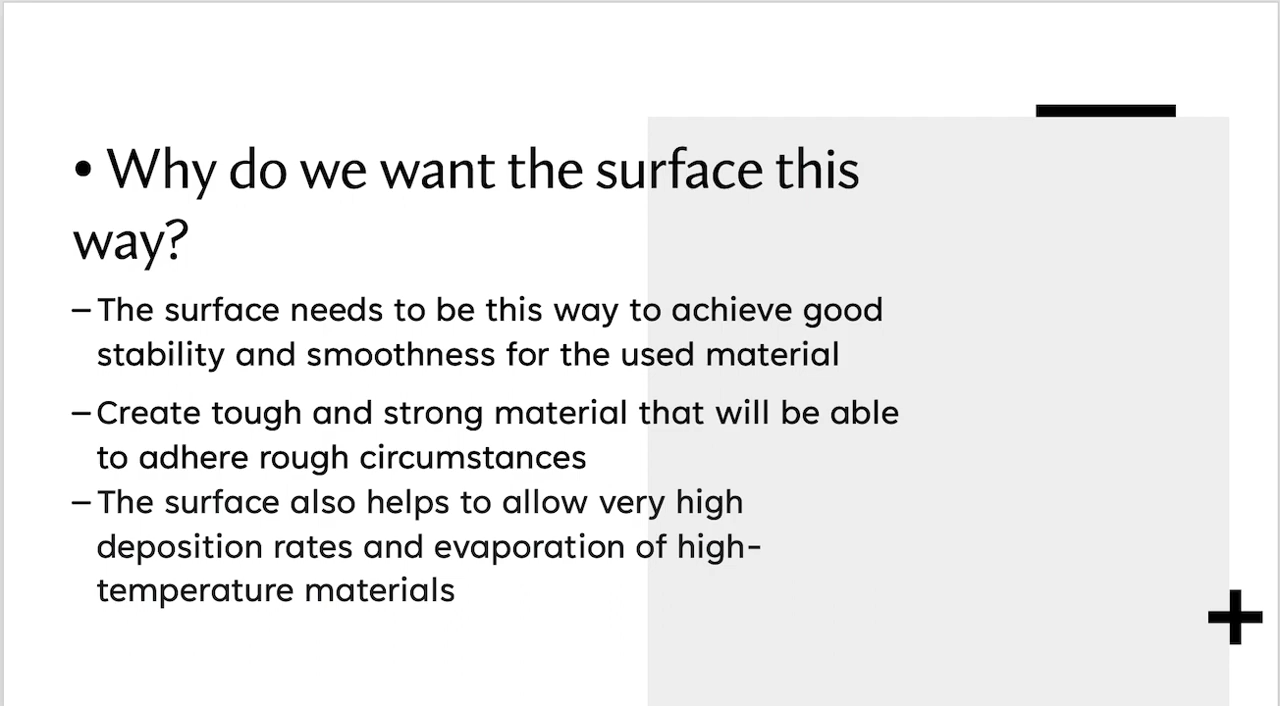 • Why do we want the surface this
way?
– The surface needs to be this way to achieve good
stability and smoothness for the used material
– Create tough and strong material that will be able
to adhere rough circumstances
– The surface also helps to allow very high
deposition rates and evaporation of high-
temperature materials